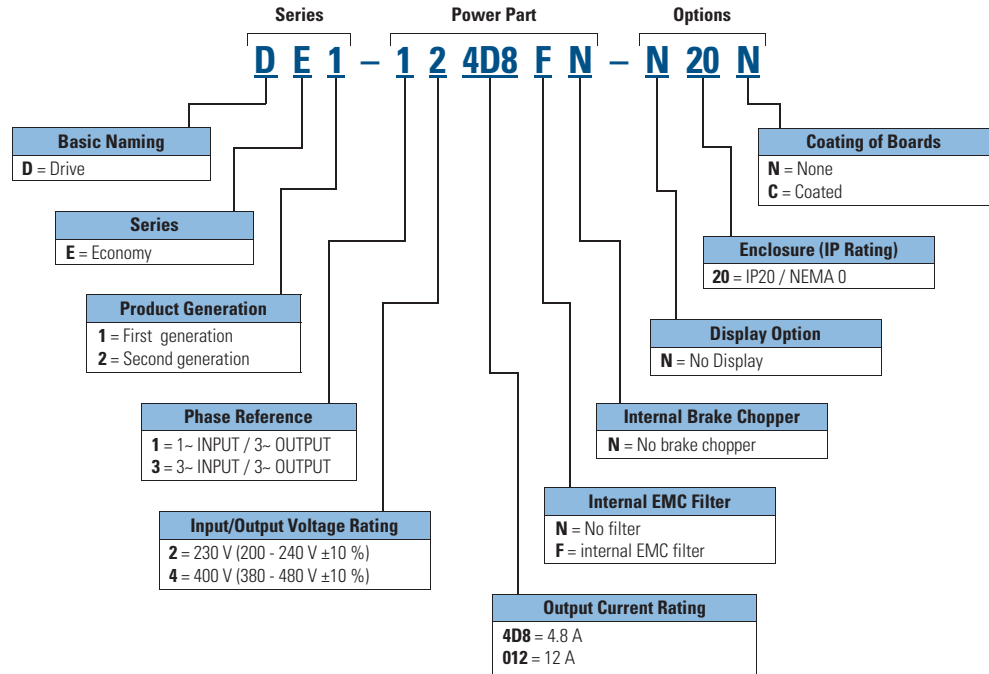 Series Power Part Options
D E 1 – 1 2 4D8 F N – N 20 N
Basic Naming
D = Drive
Series
E = Economy
Product Generation
1 = First generation
2 = Second generation
Phase Reference
1 = 1~ INPUT / 3~ OUTPUT
3 = 3~ INPUT / 3~ OUTPUT
Input/Output Voltage Rating
2 = 230 V (200 - 240 V ±10 %)
4 = 400 V (380 - 480 V ±10 %)
Output Current Rating
4D8 = 4.8 A
012 = 12 A
Internal EMC Filter
N = No filter
F = internal EMC filter
Internal Brake Chopper
N = No brake chopper
Display Option
N = No Display
Enclosure (IP Rating)
20 = IP20 / NEMA 0
Coating of Boards
N = None
C = Coated